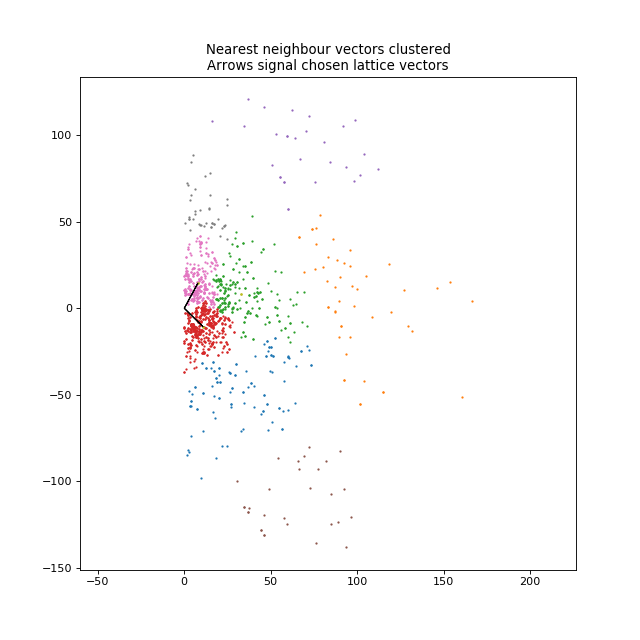 Nearest neighbour vectors clustered
Arrows signal chosen lattice vectors
100
50
0
−50
−100
−150
−50 0 50 100 150 200